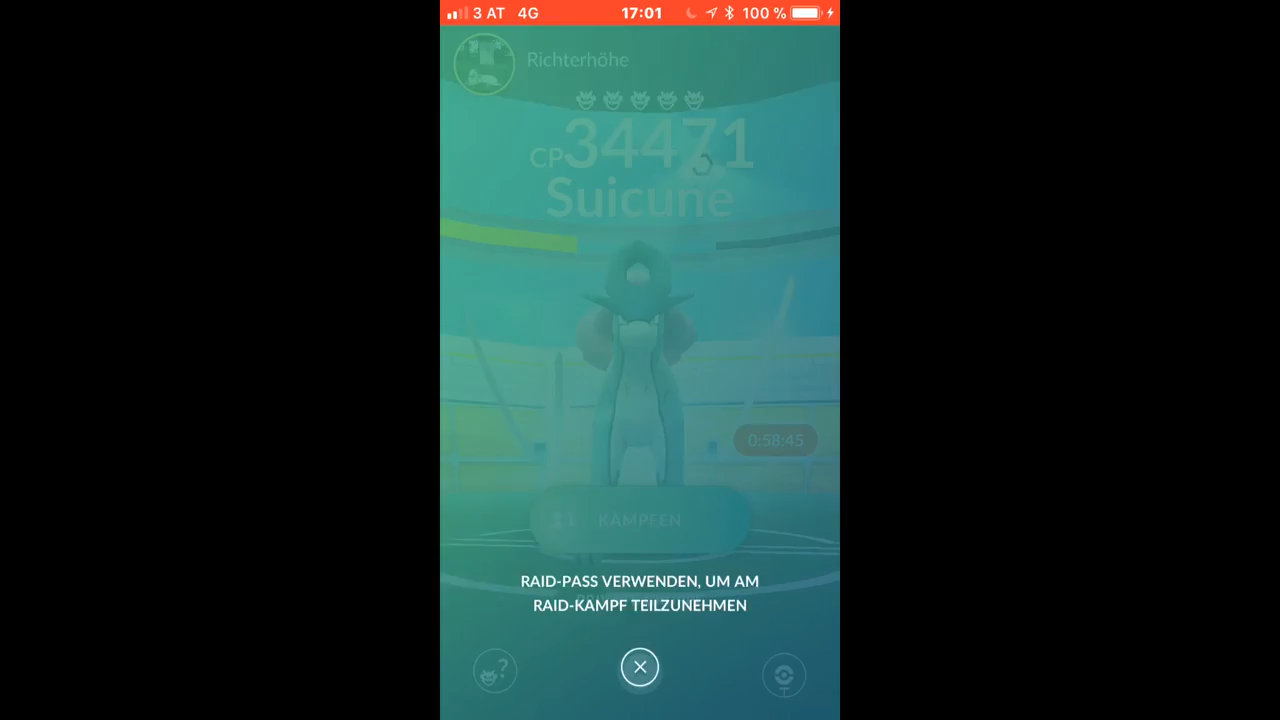 3 AT 4G 17:01 100 %
Richterhöhe
CP34471
Suicune
0:58:45
KÄMPFEN
RAID-PASS VERWENDEN, UM AM
RAID-KAMPF TEILZUNEHMEN
?